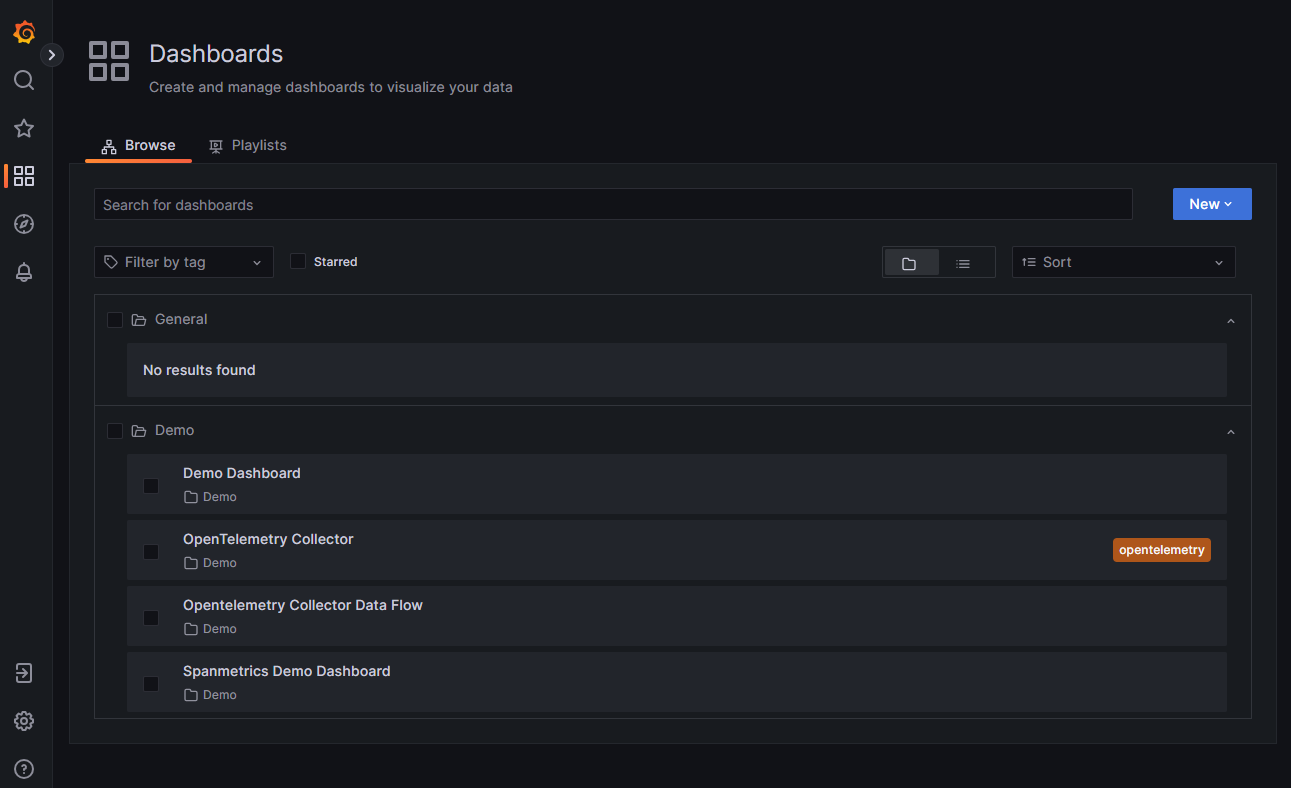 Dashboards
Create and manage dashboards to visualize your data
Browse
Playlists
Search for dashboards
New
Filter by tag
Starred
Sort
General
No results found
Demo
Demo Dashboard
Demo
OpenTelemetry Collector
Demo
opentelemetry
Opentelemetry Collector Data Flow
Demo
Spanmetrics Demo Dashboard
Demo